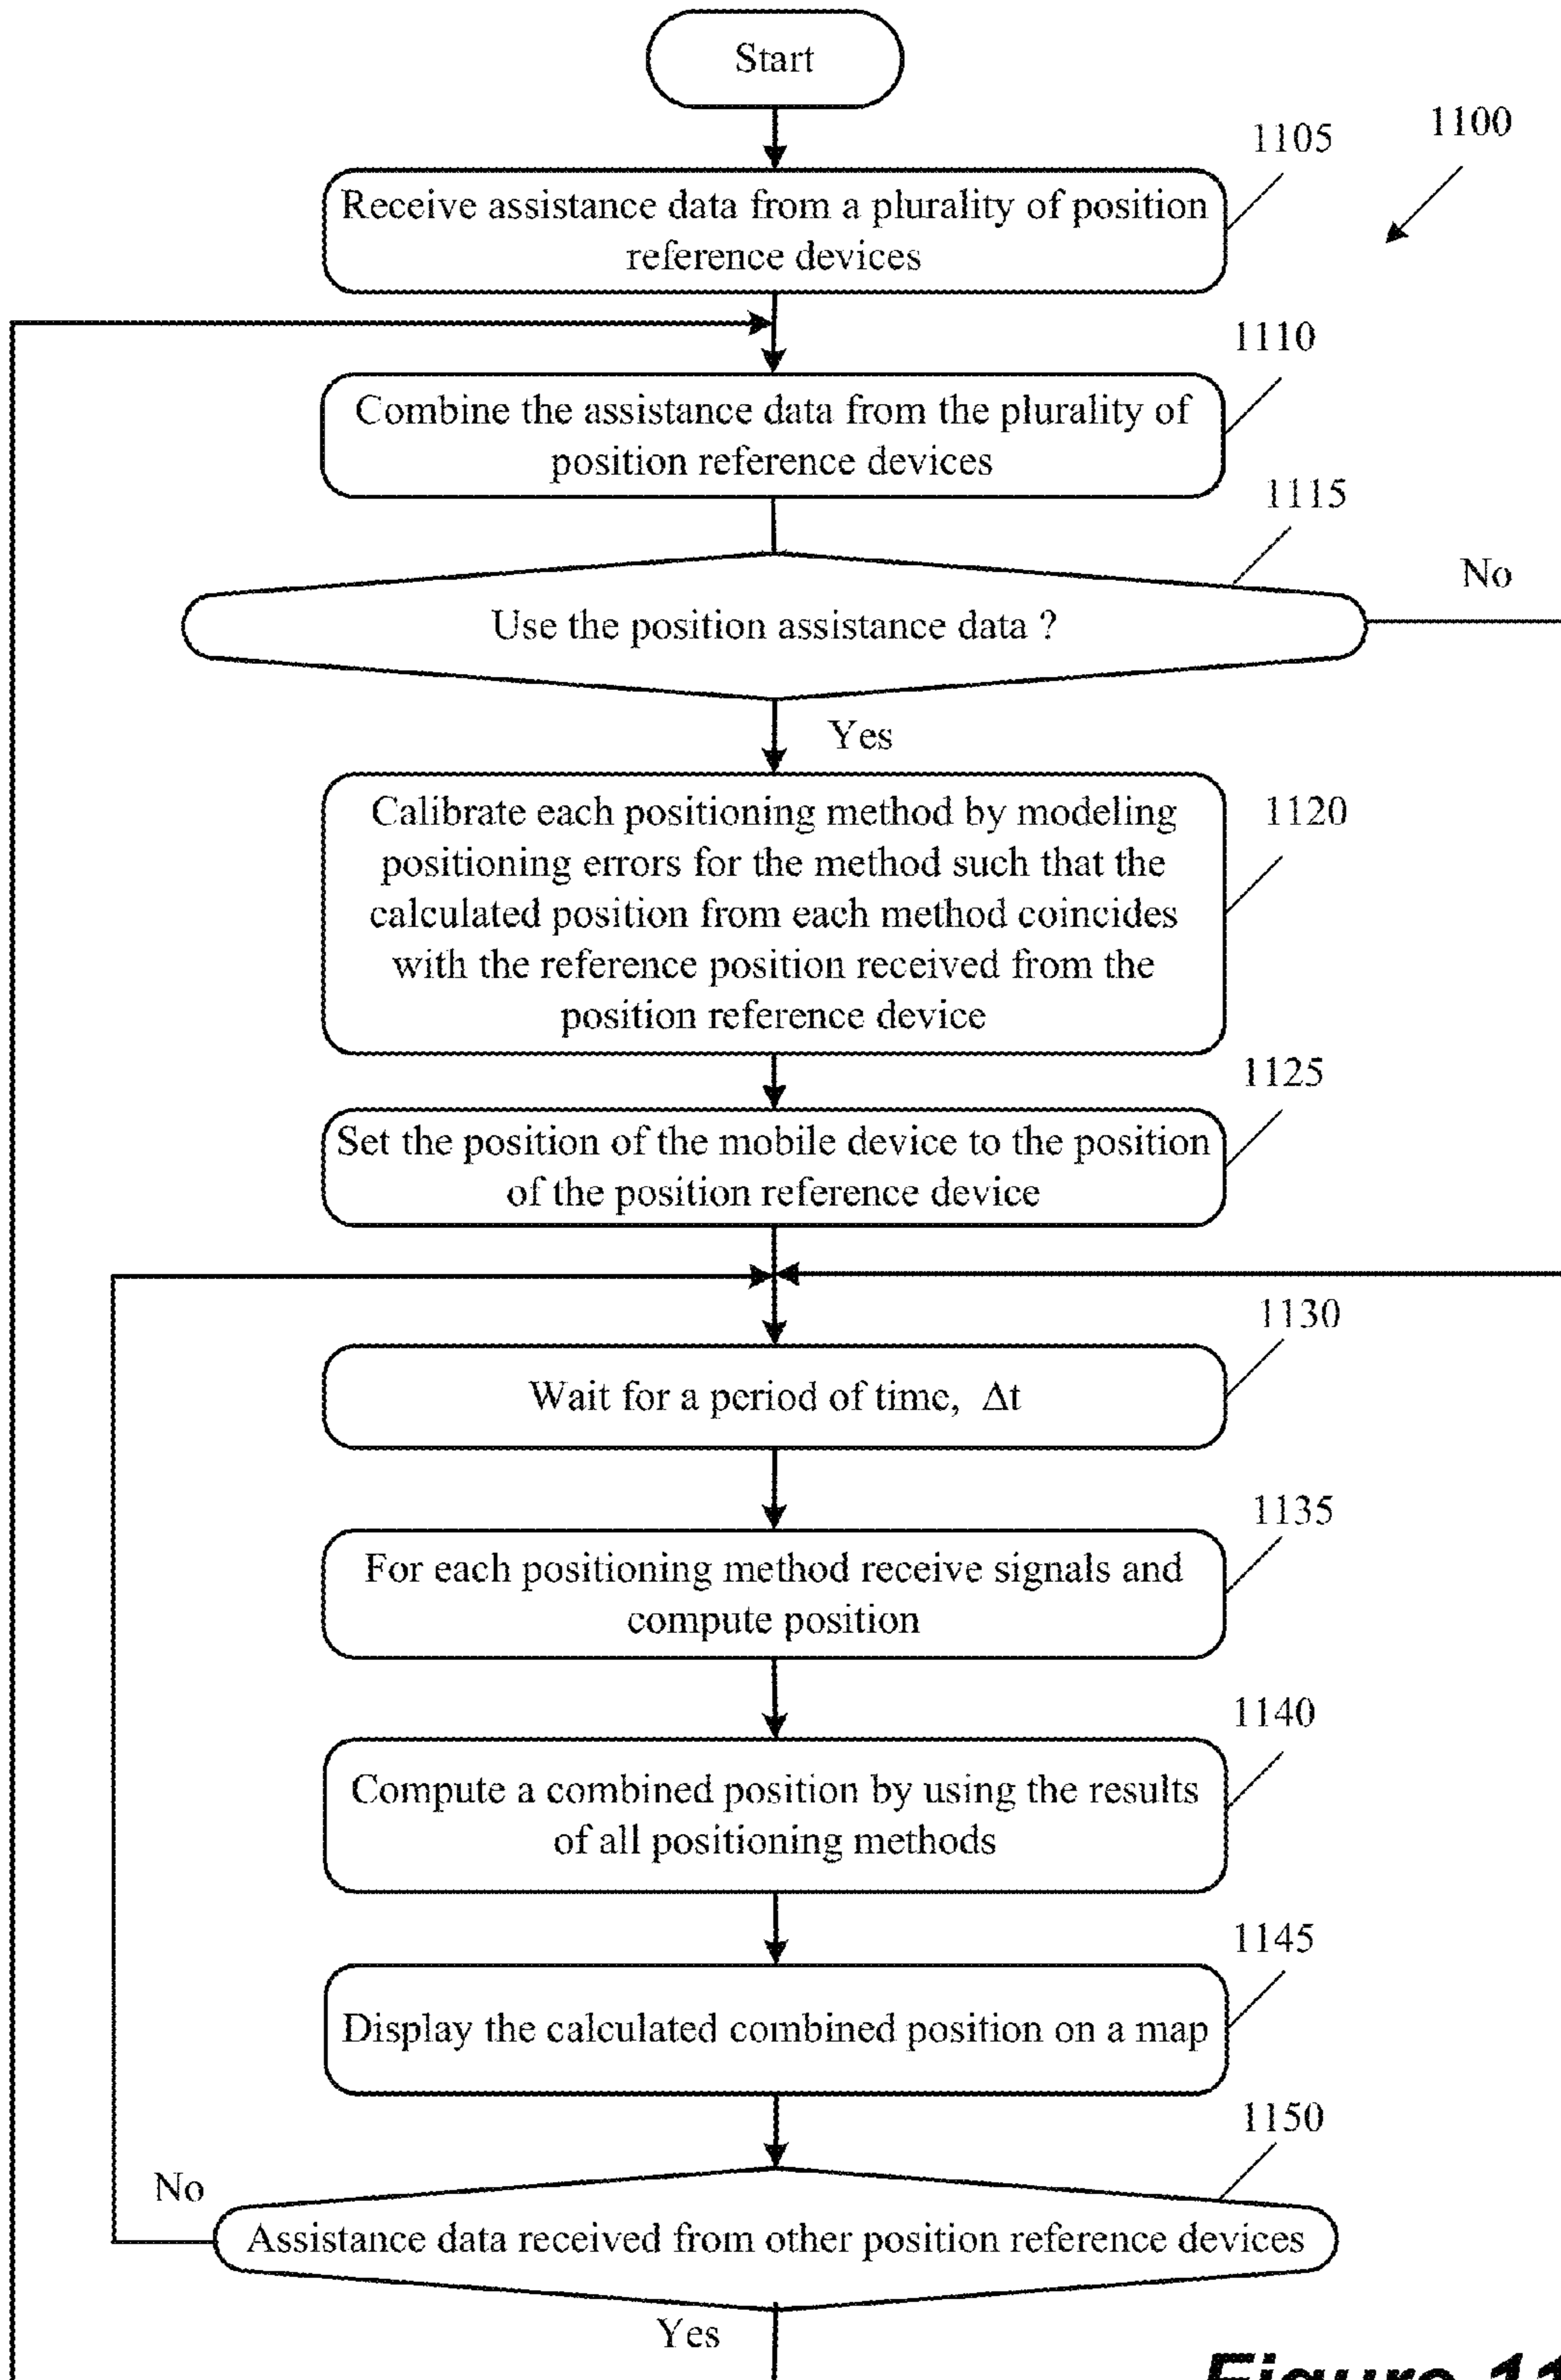 Start
1105
1100
Receive assistance data from a plurality of position
reference devices
1110
Combine the assistance data from the plurality of
position reference devices
1115
No
Use the position assistance data ?
Yes
Calibrate each positioning method by modeling
positioning errors for the method such that the
calculated position from each method coincides
with the reference position received from the
position reference device
1120
1125
Set the position of the mobile device to the position
of the position reference device
1130
Wait for a period of time, Δt
1135
For each positioning method receive signals and
compute position
1140
Compute a combined position by using the results
of all positioning methods
1145
Display the calculated combined position on a map
1150
No
Assistance data received from other position reference devices
Yes
Figure 11